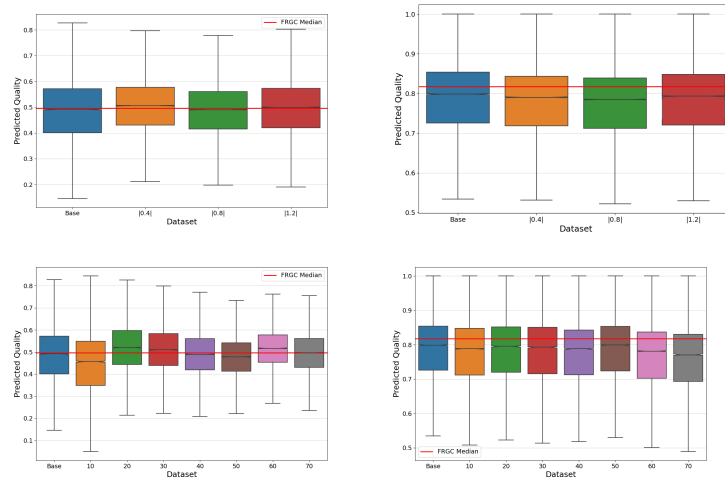 FRGC Median
0.8
0.7
0.6
0.5
0.4
0.3
0.2
Predicted Quality
Base |0.4| |0.8| |1.2|
Dataset
1.0
0.9
0.8
0.7
0.6
0.5
Predicted Quality
Base |0.4| |0.8| |1.2|
Dataset
FRGC Median
0.8
0.7
0.6
0.5
0.4
0.3
0.2
0.1
Predicted Quality
Base 10 20 30 40 50 60 70
Dataset
1.0
0.9
0.8
0.7
0.6
0.5
Predicted Quality
FRGC Median
Base 10 20 30 40 50 60 70
Dataset